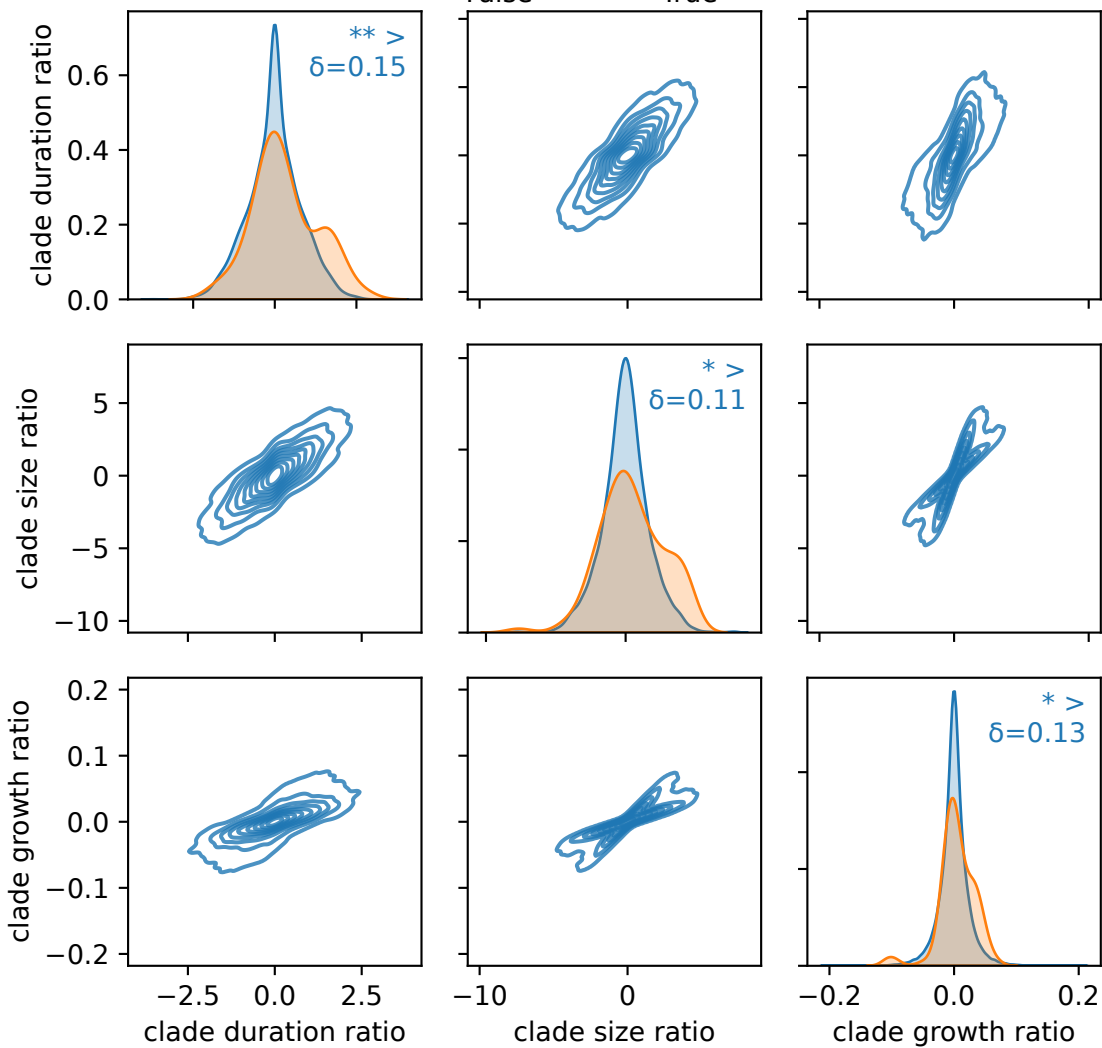 False True
clade duration ratio
0.6
0.4
0.2
0.0
** >
δ=0.15
clade size ratio
5
0
−5
−10
* >
δ=0.11
clade growth ratio
0.2
0.1
0.0
−0.1
−0.2
* >
δ=0.13
−2.5 0.0 2.5 −10 0 −0.2 0.0 0.2
clade duration ratio clade size ratio clade growth ratio